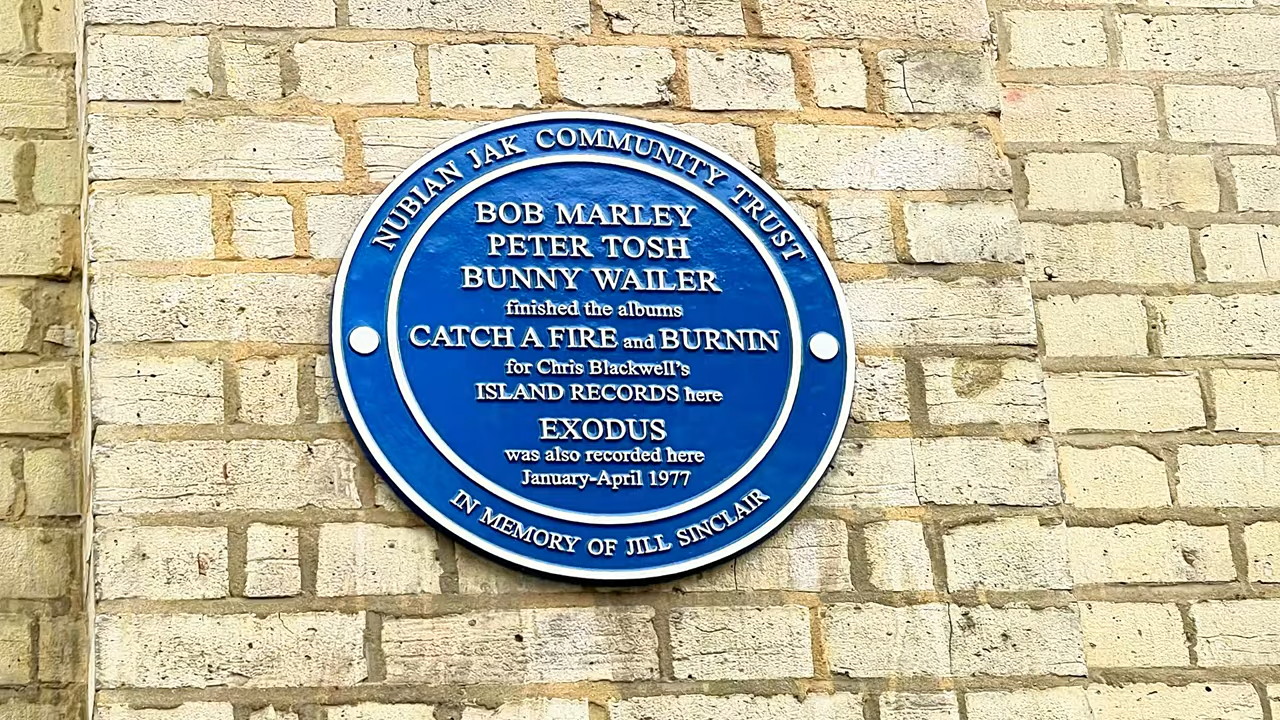 NUBIAN JAK COMMUNITY TRUST
BOB MARLEY
PETER TOSH
BUNNY WAILER
finished the albums
CATCH A FIRE and BURNIN
for Chris Blackwell's
ISLAND RECORDS here
EXODUS
was also recorded here
January-April 1977
IN MEMORY OF JILL SINCLAIR